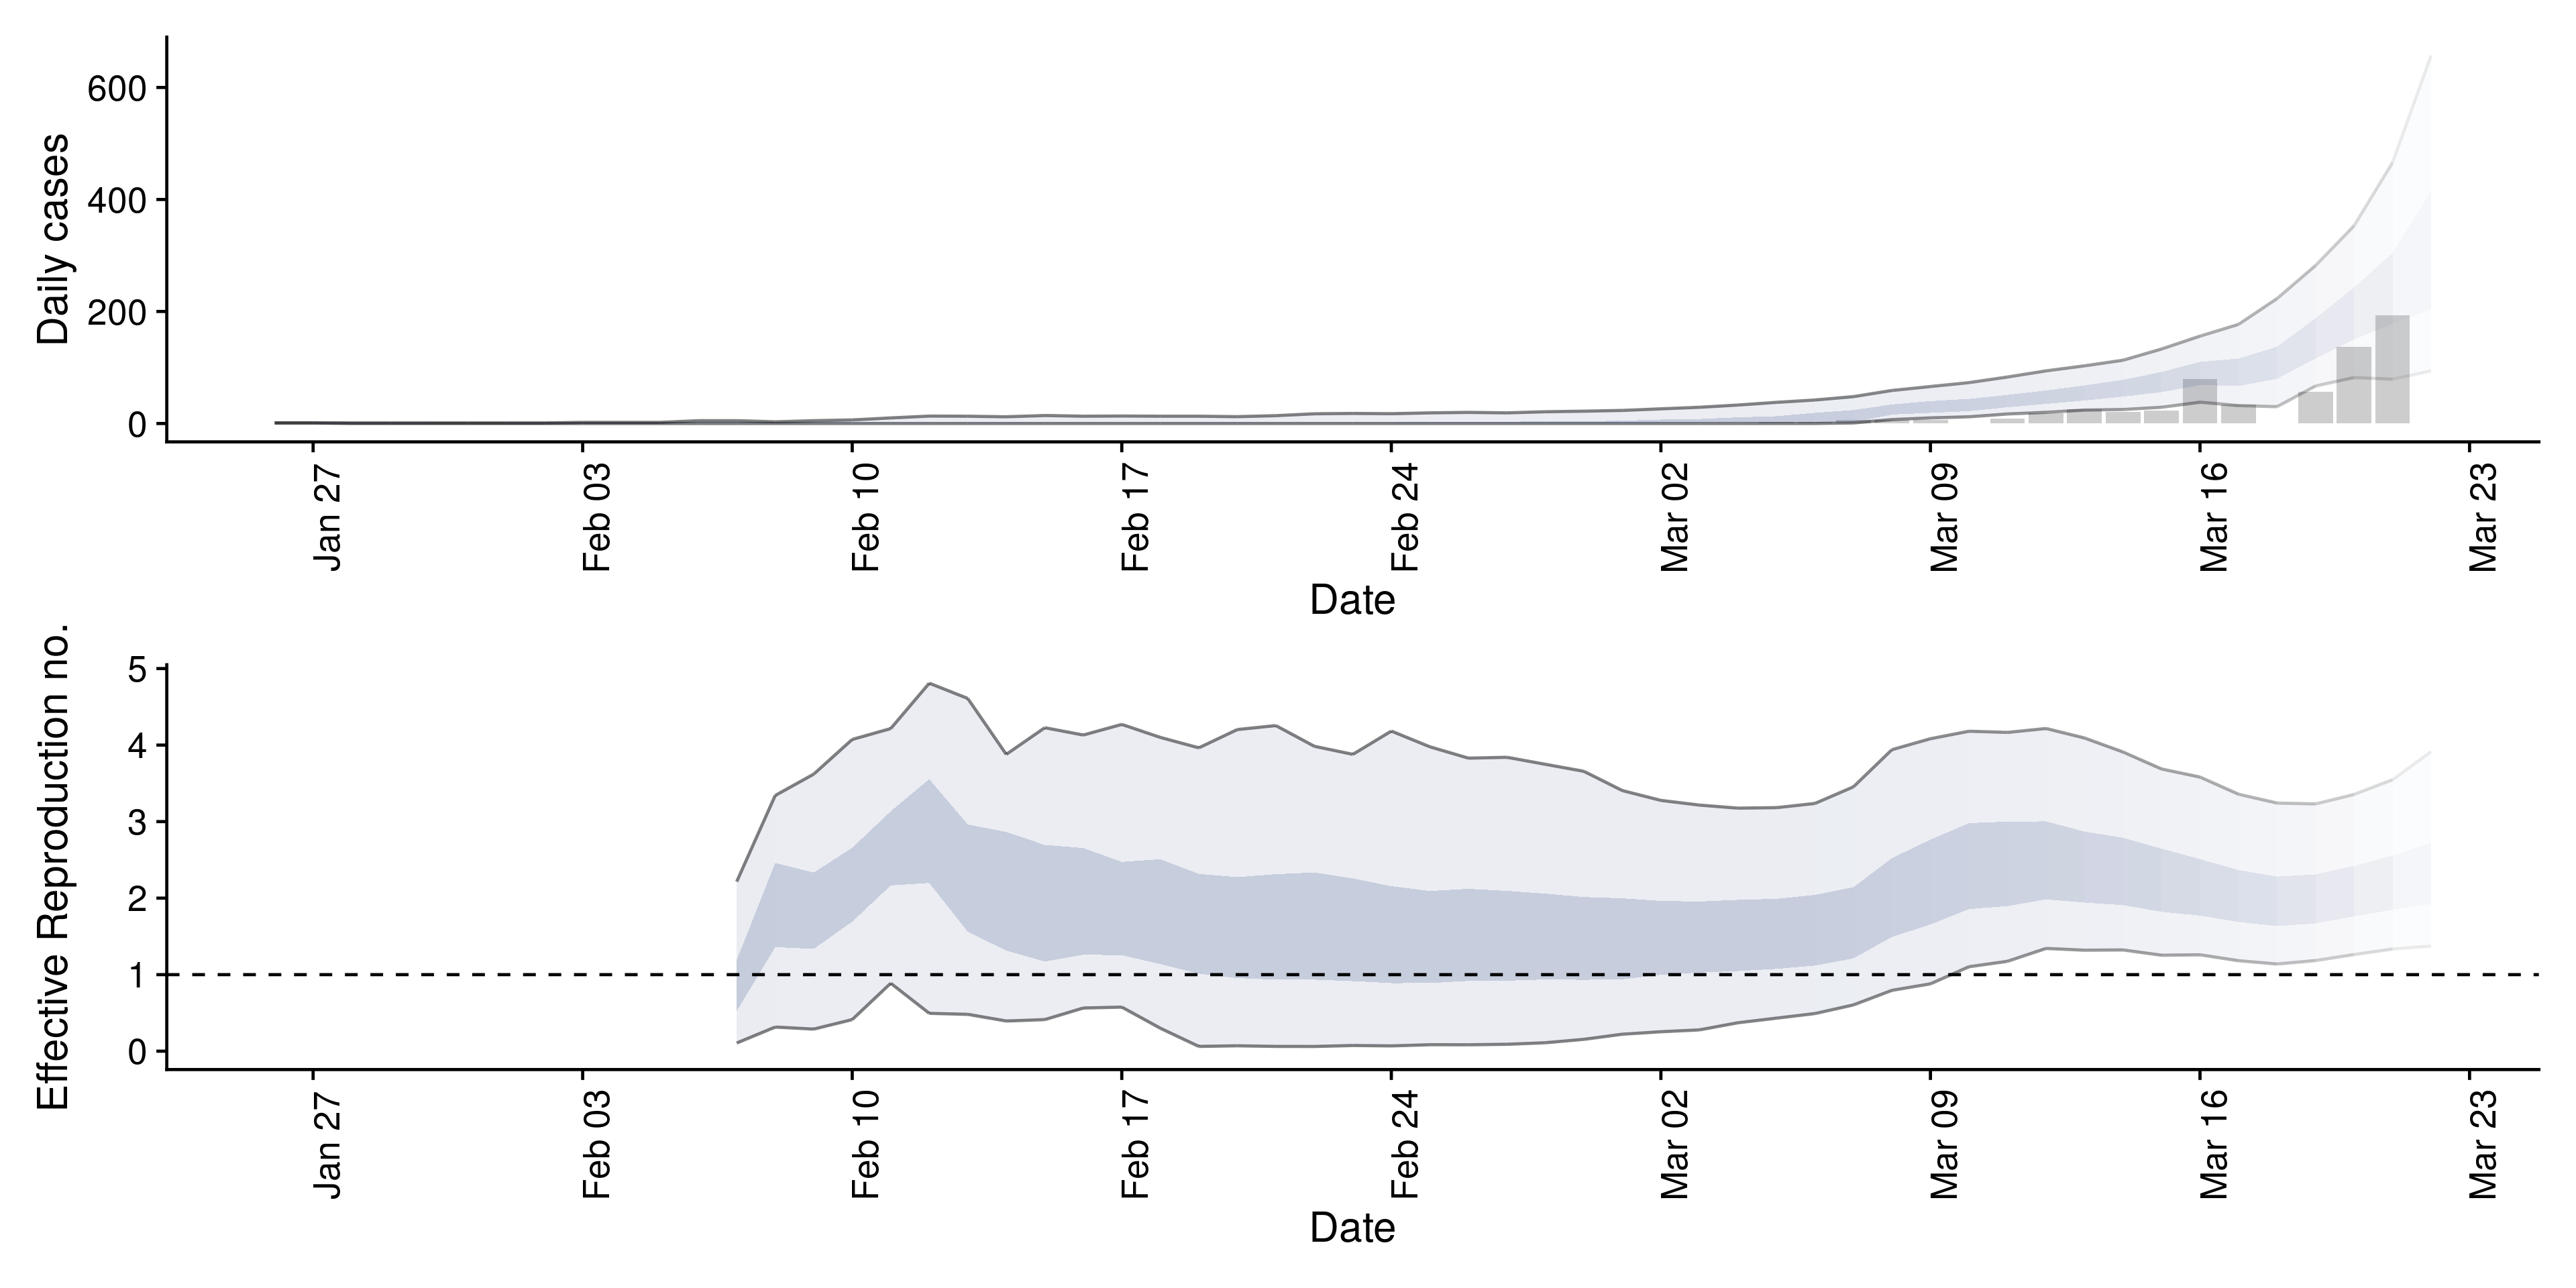 Daily cases
600
400
200
0
Jan 27
Feb 03
Feb 10
Feb 17
Feb 24
Mar 02
Mar 09
Mar 16
Mar 23
Date
Effective Reproduction no.
5
4
3
2
1
0
Jan 27
Feb 03
Feb 10
Feb 17
Feb 24
Mar 02
Mar 09
Mar 16
Mar 23
Date